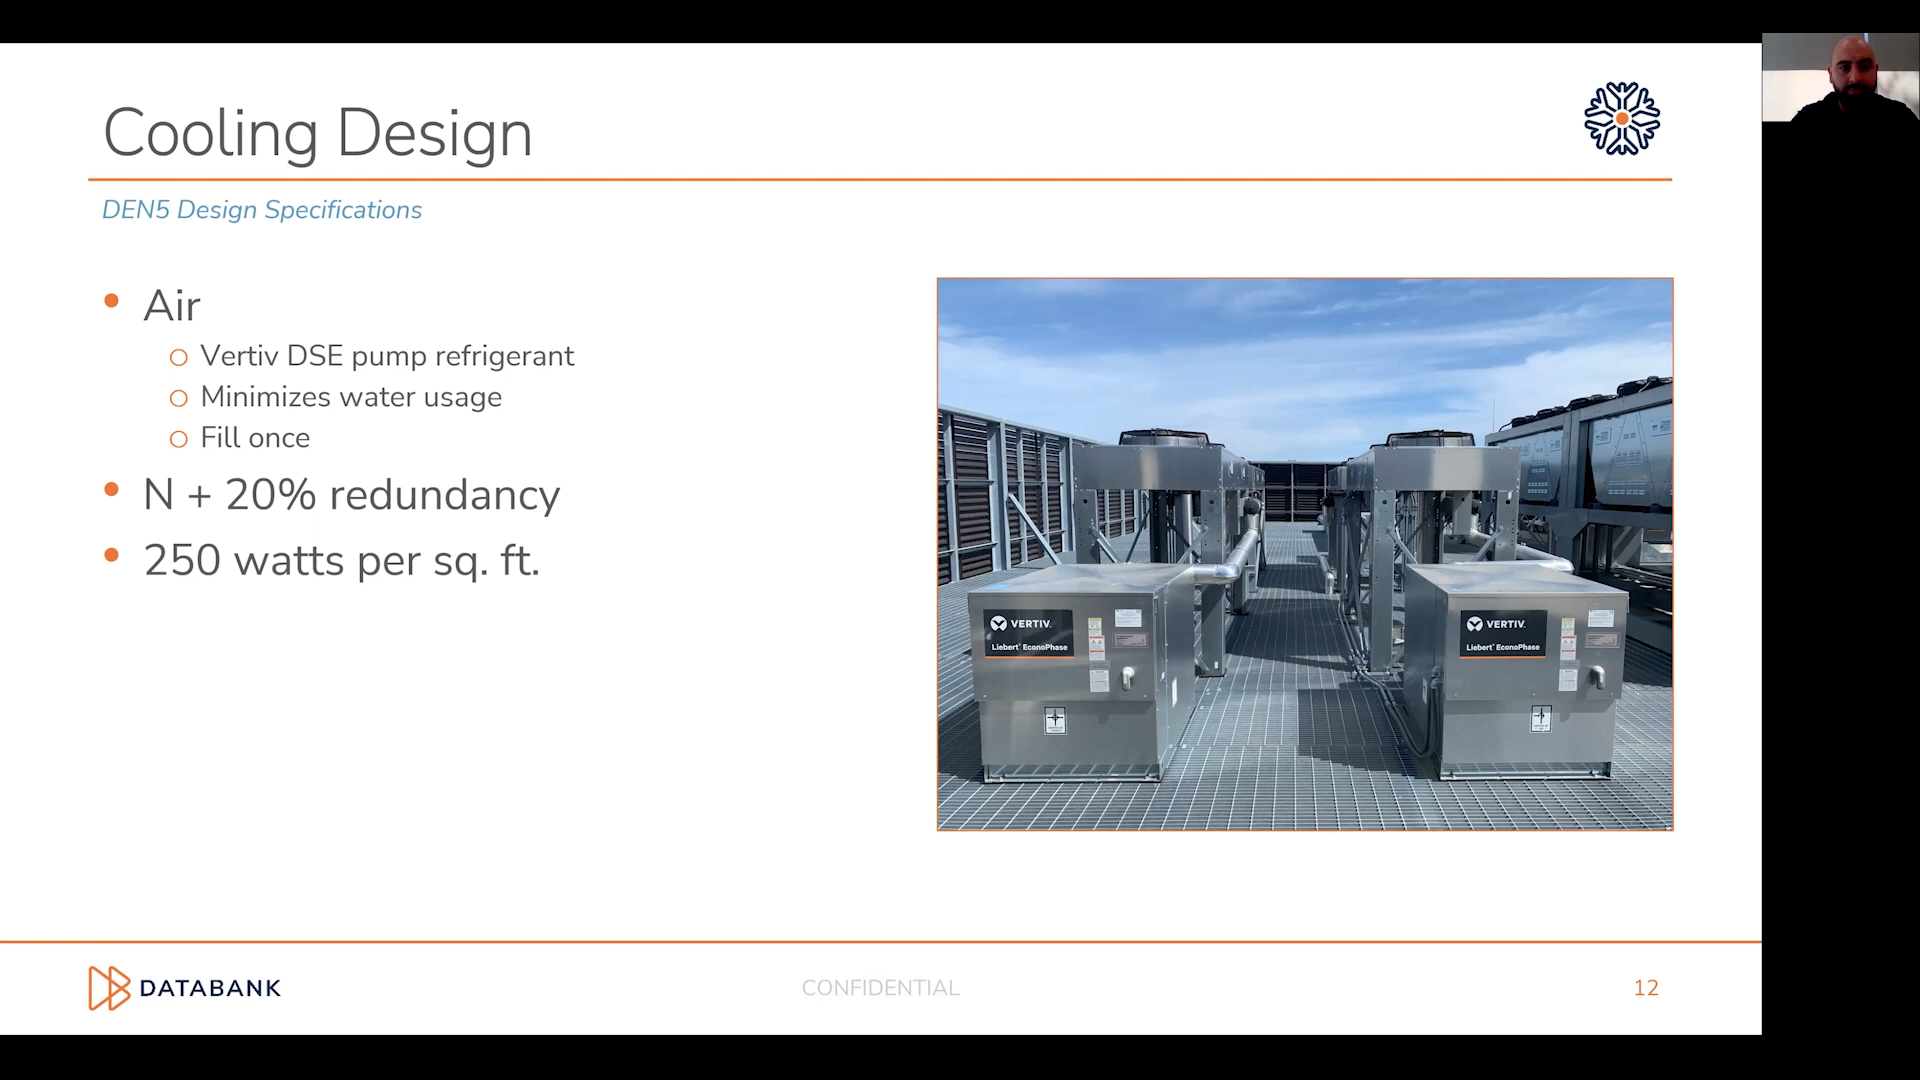 Cooling Design
DEN5 Design Specifications
• Air
o Vertiv DSE pump refrigerant
o Minimizes water usage
o Fill once
• N + 20% redundancy
• 250 watts per sq. ft.
VERTIV.
Liebert® EconoPhase
VERTIV.
Liebert® EconoPhase
DATABANK
CONFIDENTIAL
12